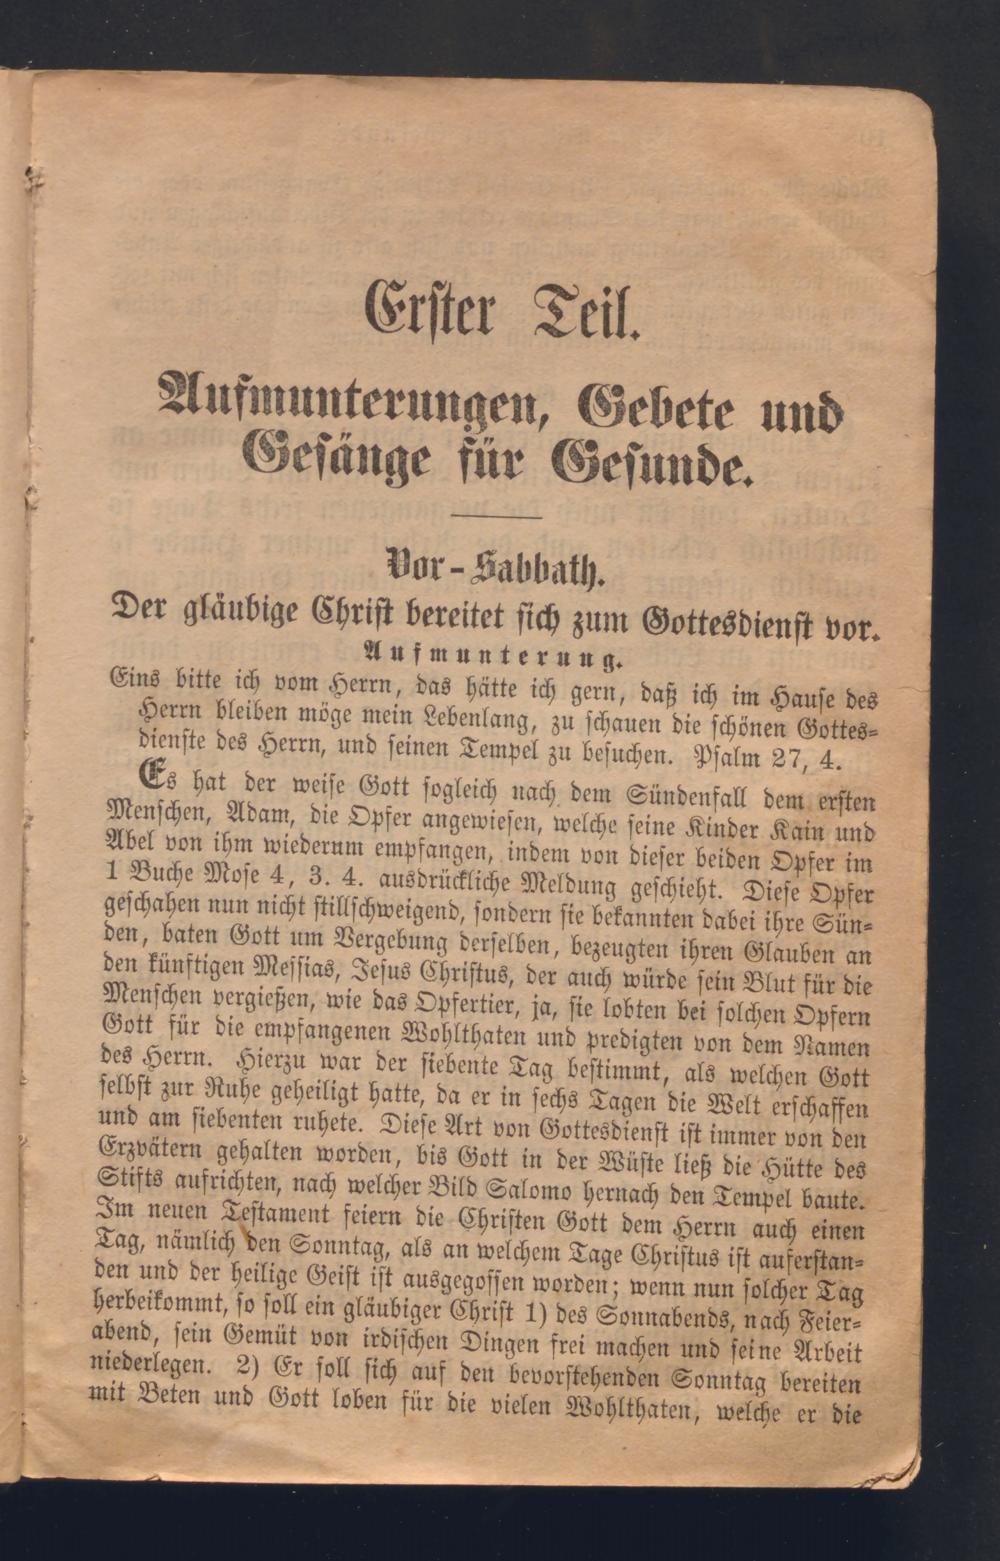 Erster Teil.
Aufmunterungen, Gebete und
Gesänge für Gesunde.
Vor-Sabbath.
Der gläubige Christ bereitet sich zum Gottesdienst vor.
Aufmunterung.
Eins bitte ich vom Herrn, das hätte ich gern, daß ich im Hause des
Herrn bleiben möge mein Lebenlang, zu schauen die schönen Gottes-
dienste des Herrn, und seinen Tempel zu besuchen. Psalm 27, 4.
Es hat der weise Gott sogleich nach dem Sündenfall dem ersten
Menschen, Adam, die Opfer angewiesen, welche seine Kinder Kain und
Abel von ihm wiederum empfangen, indem von dieser beiden Opfer im
1 Buche Mose 4, 3. 4. ausdrückliche Meldung geschieht. Diese Opfer
geschahen nun nicht stillschweigend, sondern sie bekannten dabei ihre Sün-
den, baten Gott um Vergebung derselben, bezeugten ihren Glauben an
den künftigen Messias, Jesus Christus, der auch würde sein Blut für die
Menschen vergießen, wie das Opfertier, ja, sie lobten bei solchen Opfern
Gott für die empfangenen Wohlthaten und predigten von dem Namen
des Herrn. Hierzu war der siebente Tag bestimmt, als welchen Gott
selbst zur Ruhe geheiligt hatte, da er in sechs Tagen die Welt erschaffen
und am siebenten ruhete. Diese Art von Gottesdienst ist immer von den
Erzvätern gehalten worden, bis Gott in der Wüste ließ die Hütte des
Stifts aufrichten, nach welcher Bild Salomo hernach den Tempel baute.
Im neuen Testament feiern die Christen Gott dem Herrn auch einen
Tag, nämlich den Sonntag, als an welchem Tage Christus ist auferstan-
den und der heilige Geist ist ausgegossen worden; wenn nun solcher Tag
herbeikommt, so soll ein gläubiger Christ 1) des Sonnabends, nach Feier-
abend, sein Gemüt von irdischen Dingen frei machen und seine Arbeit
niederlegen. 2) Er soll sich auf den bevorstehenden Sonntag bereiten
mit Beten und Gott loben für die vielen Wohlthaten, welche er die